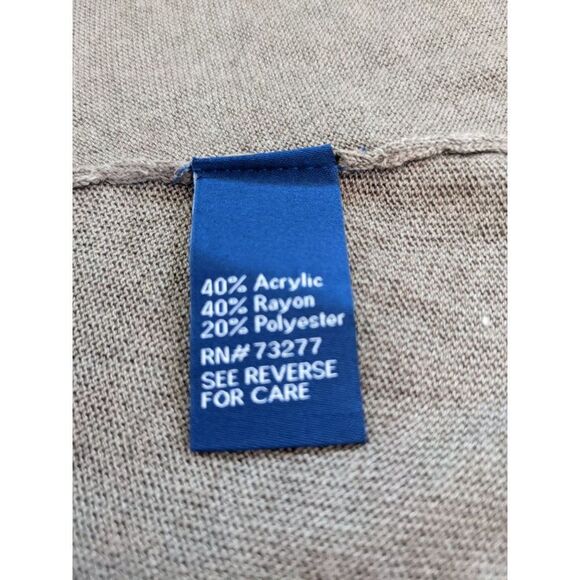 40% Acrylic
40% Rayon
20% Polyester
RN# 73277
SEE REVERSE
FOR CARE